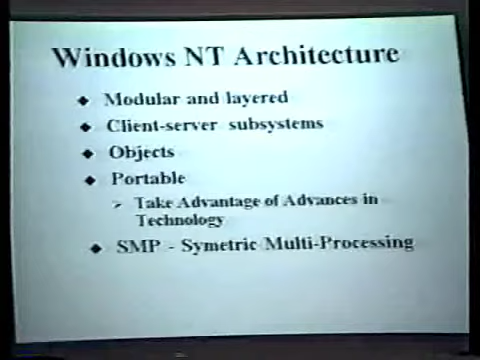 Windows NT Architecture
◆ Modular and layered
◆ Client-server subsystems
◆ Objects
◆ Portable
➢ Take Advantage of Advances in
Technology
◆ SMP - Symetric Multi-Processing